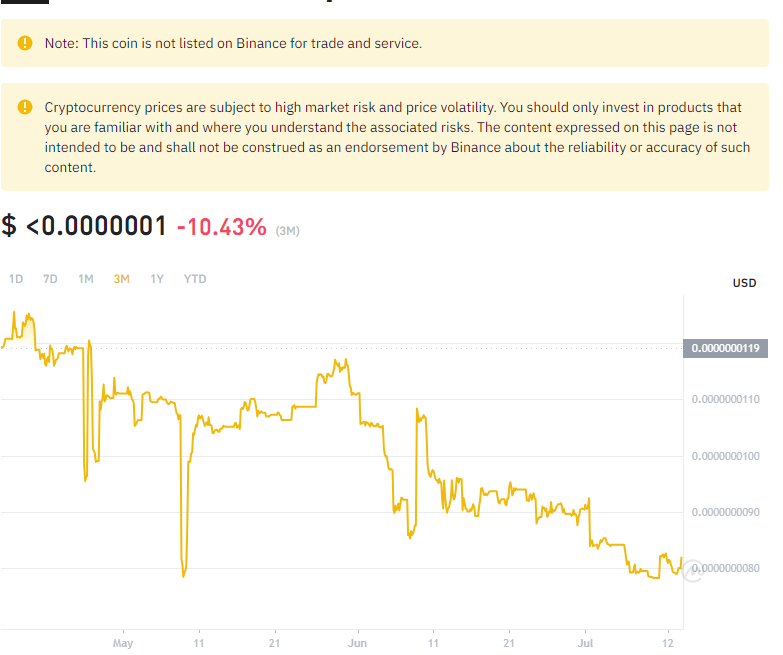 Note: This coin is not listed on Binance for trade and service.
Cryptocurrency prices are subject to high market risk and price volatility. You should only invest in products that
you are familiar with and where you understand the associated risks. The content expressed on this page is not
intended to be and shall not be construed as an endorsement by Binance about the reliability or accuracy of such
content.
$ <0.0000001 -10.43% (3M)
1D 7D 1M 3M 1Y YTD
USD
0.0000000119
0.0000000110
0.0000000100
0.0000000090
0.0000000080
May 11 21 Jun 11 21 Jul 12